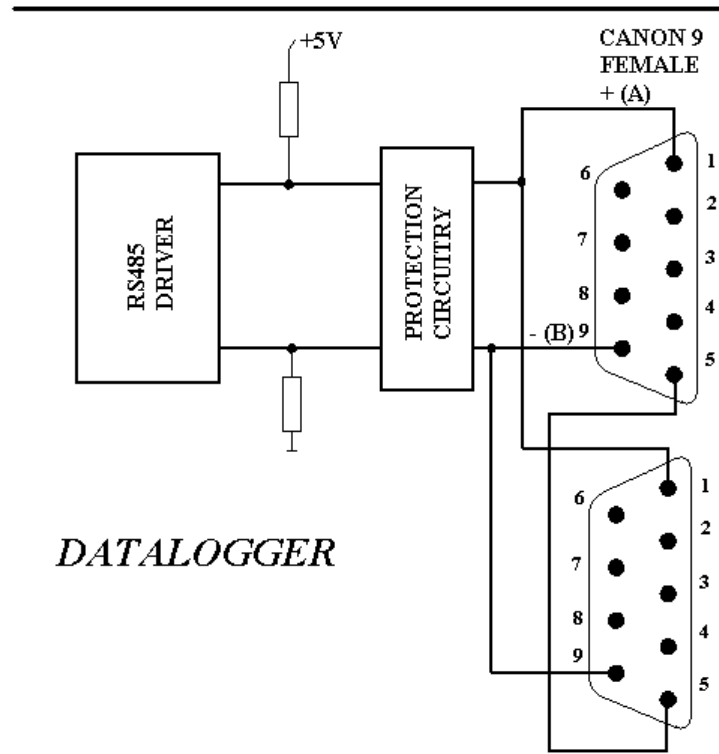 +5V
CANON 9
FEMALE
+ (A)
RS485
DRIVER
PROTECTION
CIRCUITRY
- (B)
6
7
8
9
1
2
3
4
5
DATALOGGER
6
7
8
9
1
2
3
4
5